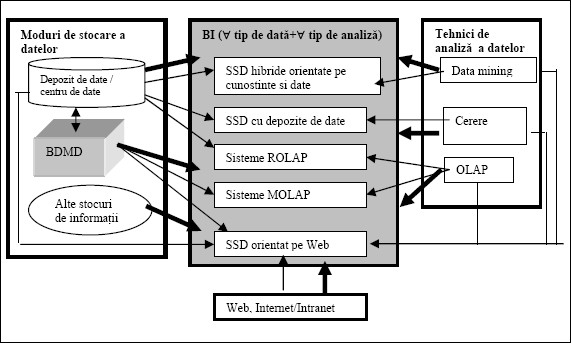 Moduri de stocare a
datelor
Depozit de date /
centru de date
BDMD
Alte stocuri
de informații
BI (∀ tip de dată+∀ tip de analiză)
SSD hibride orientate pe
cunostinte si date
SSD cu depozite de date
Sisteme ROLAP
Sisteme MOLAP
SSD orientat pe Web
Tehnici de
analiză a datelor
Data mining
Cerere
OLAP
Web, Internet/Intranet